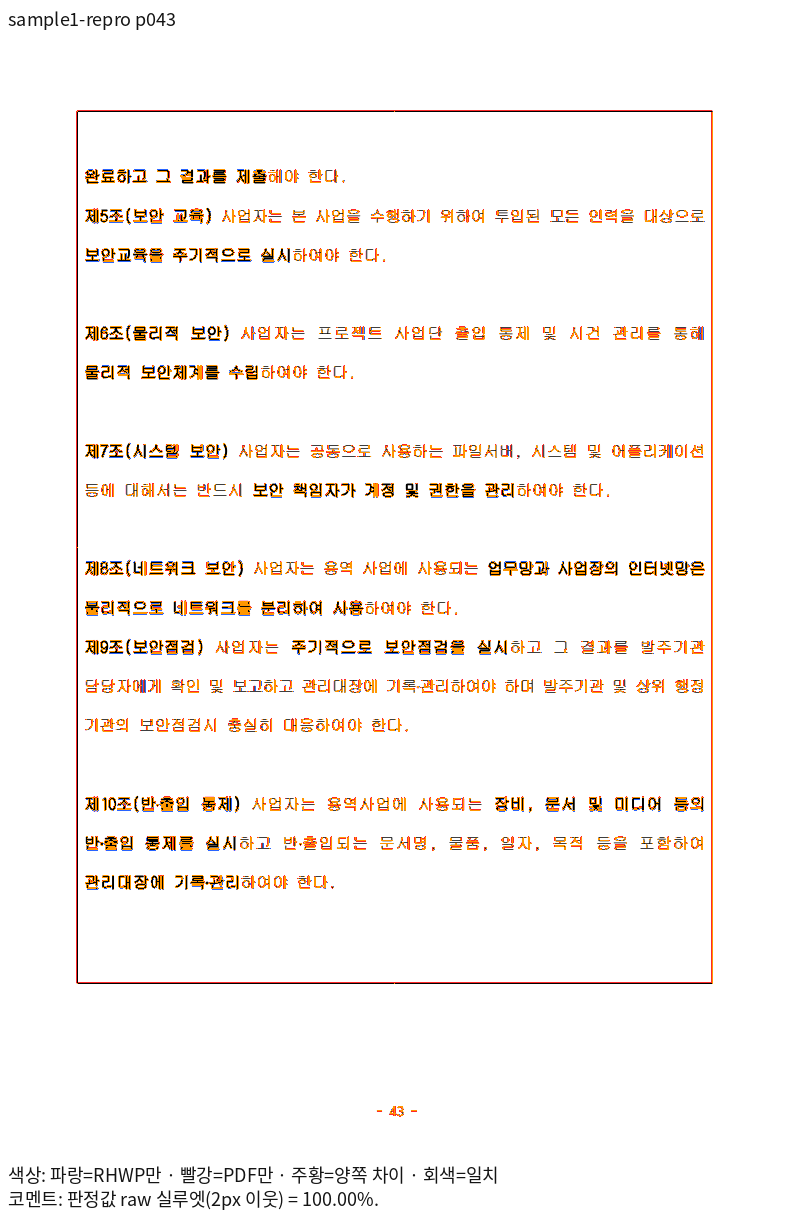 sample1-repro p043
완료하고 그 결과를 제출해야 한다.
제5조(보안 교육) 사업자는 본 사업을 수행하기 위하여 투입된 모든 인력을 대상으로
보안교육을 주기적으로 실시하여야 한다.
제6조(물리적 보안) 사업자는 프로젝트 사업단 출입 통제 및 시건 관리를 통해
물리적 보안체계를 수립하여야 한다.
제7조(시스템 보안) 사업자는 공동으로 사용하는 파일서버, 시스템 및 어플리케이션
등에 대해서는 반드시 보안 책임자가 계정 및 권한을 관리하여야 한다.
제8조(네트워크 보안) 사업자는 용역 사업에 사용되는 업무망과 사업장의 인터넷망은
물리적으로 네트워크를 분리하여 사용하여야 한다.
제9조(보안점검) 사업자는 주기적으로 보안점검을 실시하고 그 결과를 발주기관
담당자에게 확인 및 보고하고 관리대장에 기록·관리하여야 하며 발주기관 및 상위 행정
기관의 보안점검시 충실히 대응하여야 한다.
제10조(반·출입 통제) 사업자는 용역사업에 사용되는 장비, 문서 및 미디어 등의
반·출입 통제를 실시하고 반·출입되는 문서명, 물품, 일자, 목적 등을 포함하여
관리대장에 기록·관리하여야 한다.
- 43 -
색상: 파랑=RHWP만 · 빨강=PDF만 · 주황=양쪽 차이 · 회색=일치
코멘트: 판정값 raw 실루엣(2px 이웃) = 100.00%.